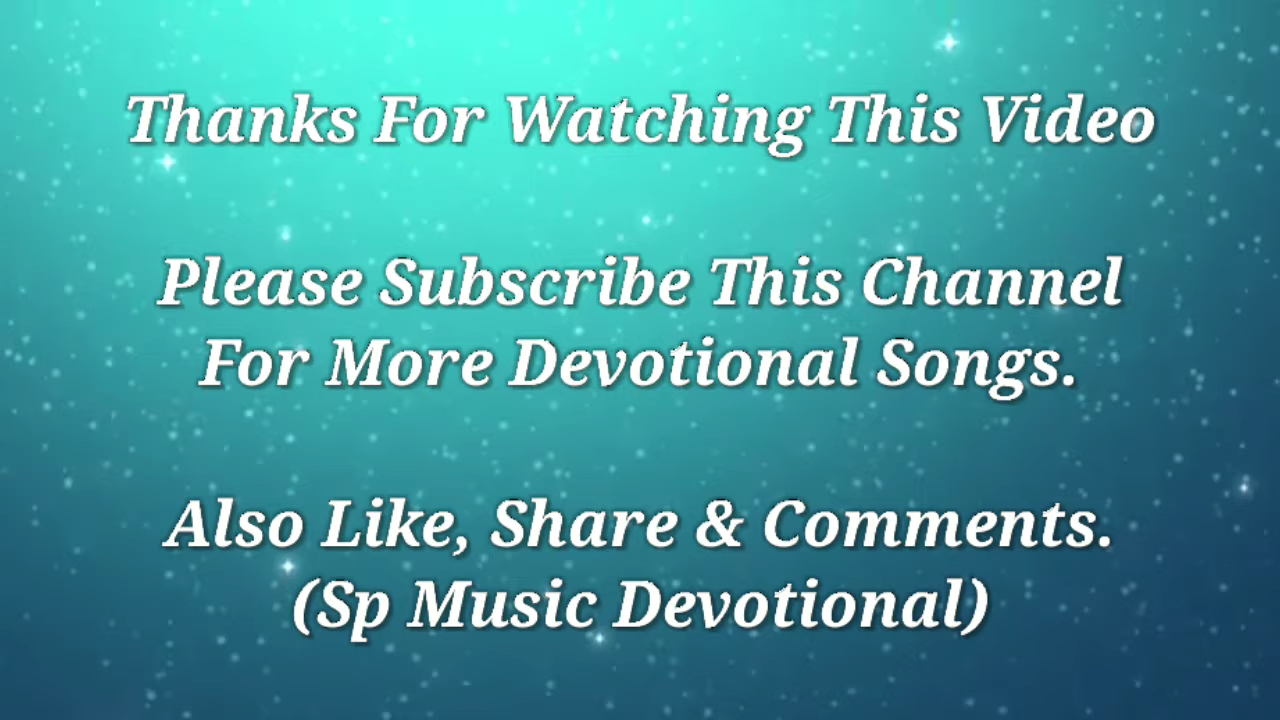 Thanks For Watching This Video
Please Subscribe This Channel
For More Devotional Songs.
Also Like, Share & Comments.
(Sp Music Devotional)